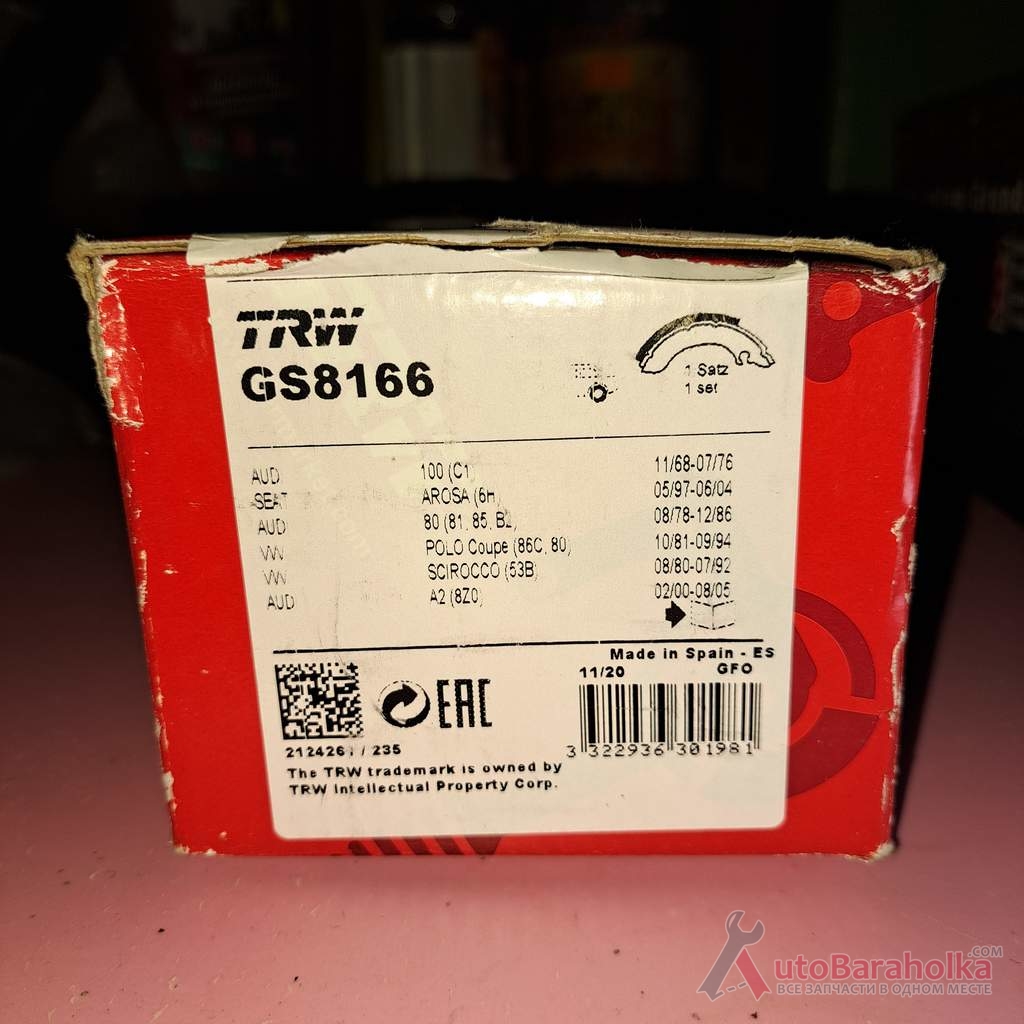 TRW
GS8166
1 Satz
1 set
AUD 100 (C1) 11/68-07/76
SEAT AROSA (6H) 05/97-06/04
AUD 80 (81, 85, B2 08/78-12/86
VW POLO Coupe (86C, 80) 10/81-09/94
VW SCIROCCO (53B) 08/80-07/92
AUD A2 (8Z0) 02/00-08/05
Made in Spain - ES
11/20 GFO
EAC
/ 235
3 322936 301981
The TRW trademark is owned by
TRW Intellectual Property Corp.
AutoBaraholka.COM
ВСЕ ЗАПЧАСТИ В ОДНОМ МЕСТЕ